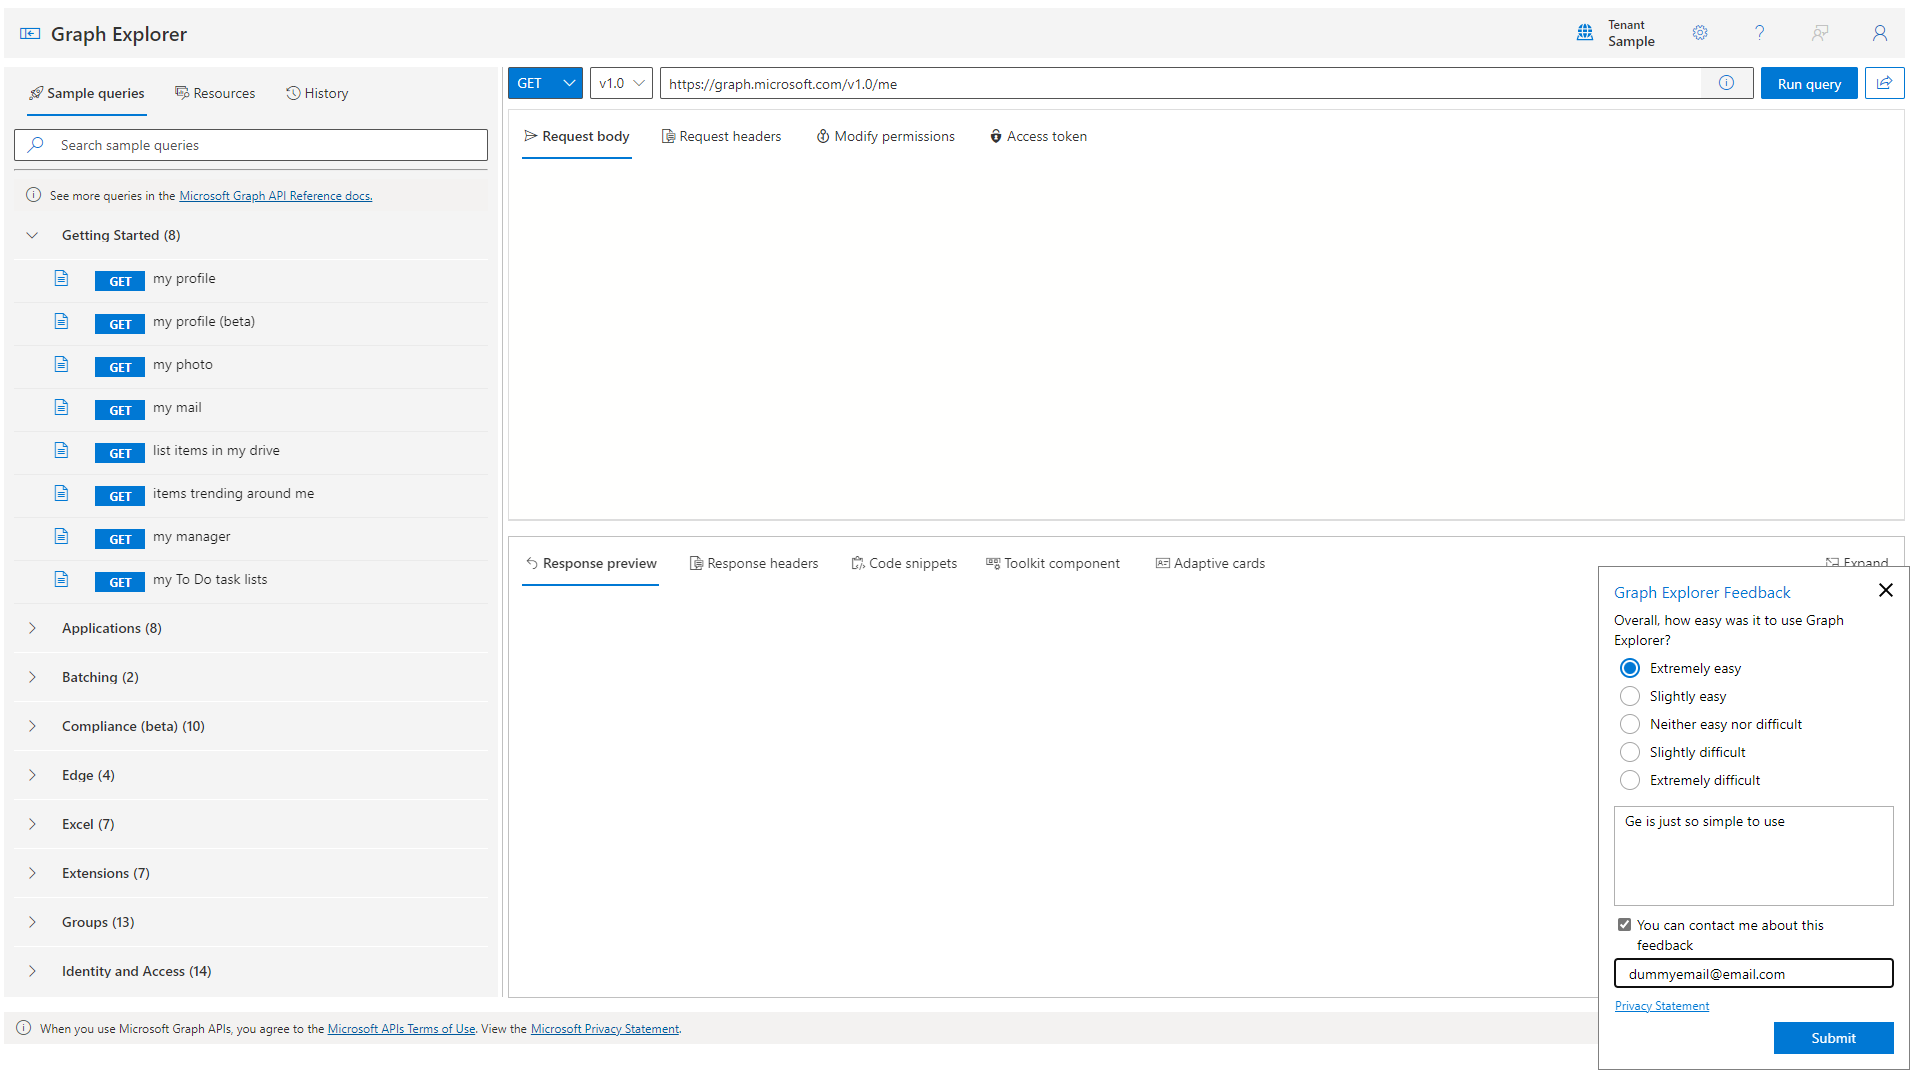 Graph Explorer
Tenant
Sample
Sample queries
Resources
History
Search sample queries
See more queries in the Microsoft Graph API Reference docs.
Getting Started (8)
GET my profile
GET my profile (beta)
GET my photo
GET my mail
GET list items in my drive
GET items trending around me
GET my manager
GET my To Do task lists
Applications (8)
Batching (2)
Compliance (beta) (10)
Edge (4)
Excel (7)
Extensions (7)
Groups (13)
Identity and Access (14)
GET
v1.0
https://graph.microsoft.com/v1.0/me
Run query
Request body
Request headers
Modify permissions
Access token
Response preview
Response headers
Code snippets
Toolkit component
Adaptive cards
Expand
Graph Explorer Feedback
Overall, how easy was it to use Graph
Explorer?
Extremely easy
Slightly easy
Neither easy nor difficult
Slightly difficult
Extremely difficult
Ge is just so simple to use
You can contact me about this
feedback
dummyemail@email.com
Privacy Statement
Submit
When you use Microsoft Graph APIs, you agree to the Microsoft APIs Terms of Use. View the Microsoft Privacy Statement.